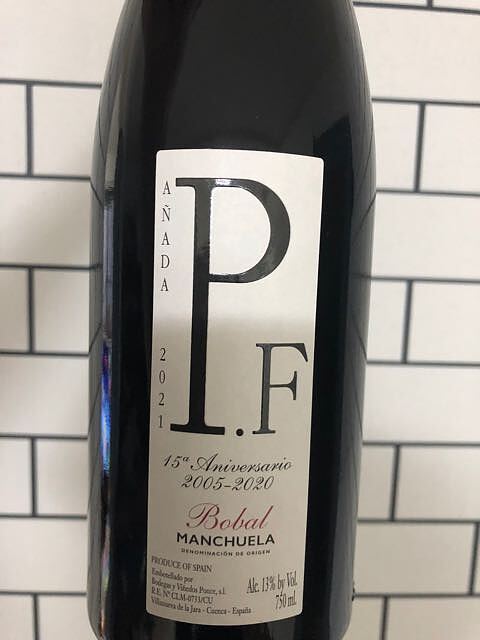 AÑADA 2021
P.F
15ª Aniversario
2005-2020
Bobal
MANCHUELA
DENOMINACIÓN DE ORIGEN
PRODUCE OF SPAIN
Embotellado por
Bodegas y Viñedos Ponce, s.l.
R.E. Nº CLM-0733/CU
Villanueva de la Jara - Cuenca - España
Alc. 13% by Vol.
750 ml.